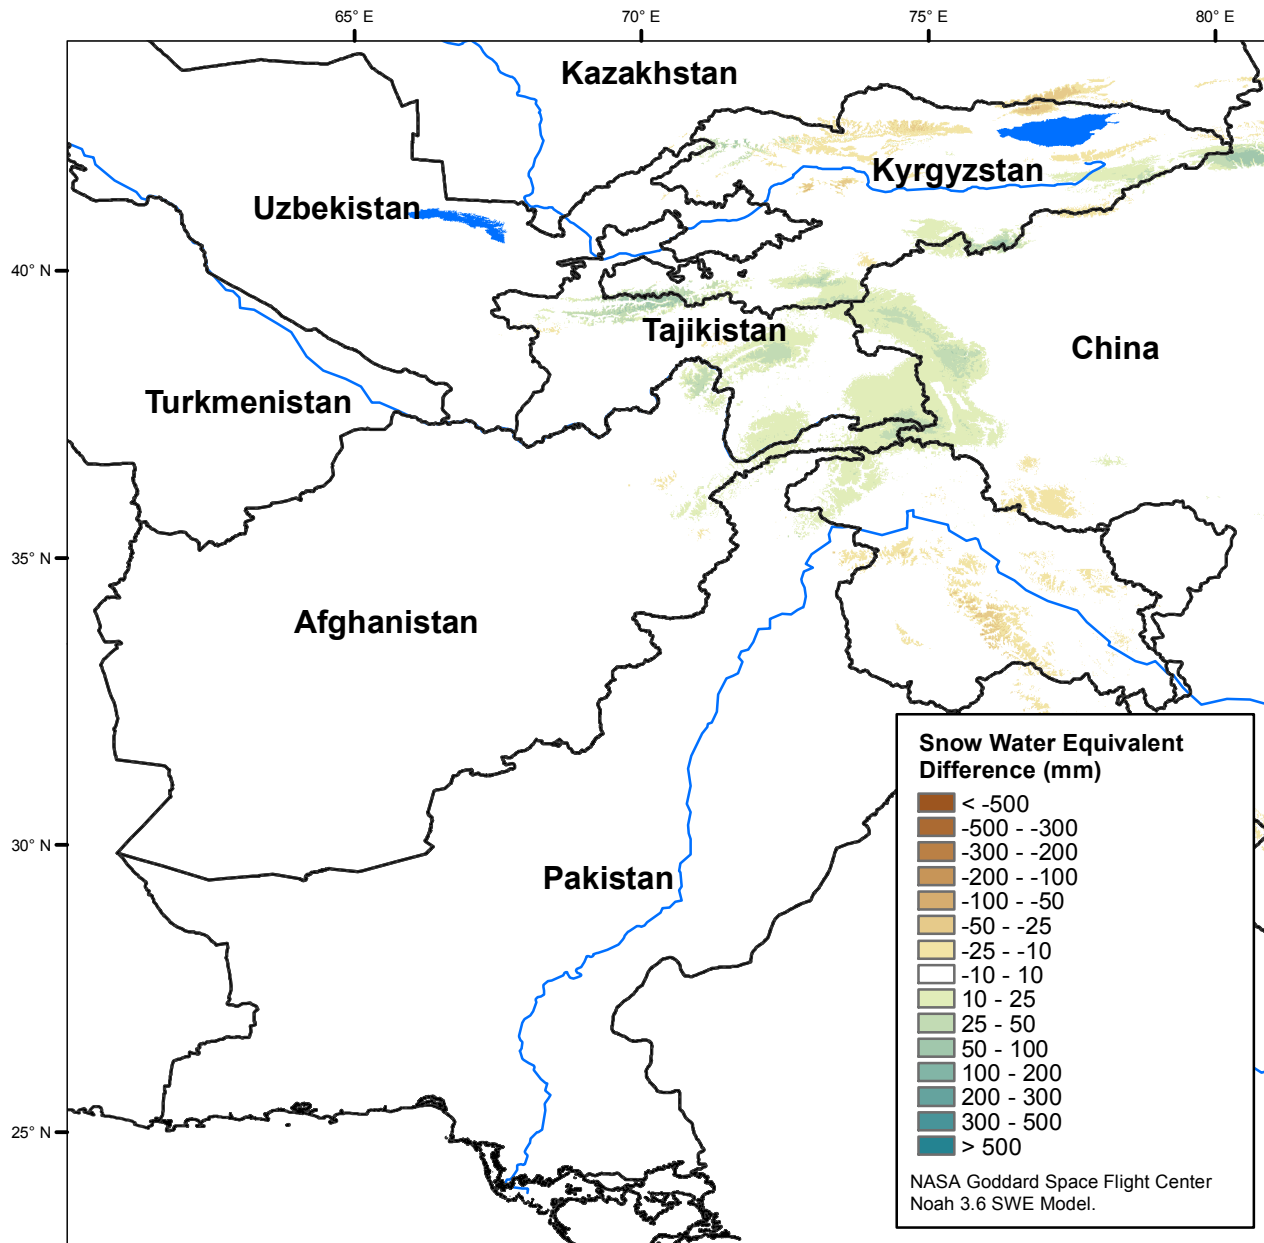 65° E
70° E
75° E
80° E
Kazakhstan
Kyrgyzstan
Uzbekistan
40° N
Tajikistan
China
Turkmenistan
35° N
Afghanistan
30° N
Pakistan
25° N
Snow Water Equivalent
Difference (mm)
< -500
-500 - -300
-300 - -200
-200 - -100
-100 - -50
-50 - -25
-25 - -10
-10 - 10
10 - 25
25 - 50
50 - 100
100 - 200
200 - 300
300 - 500
> 500
NASA Goddard Space Flight Center
Noah 3.6 SWE Model.